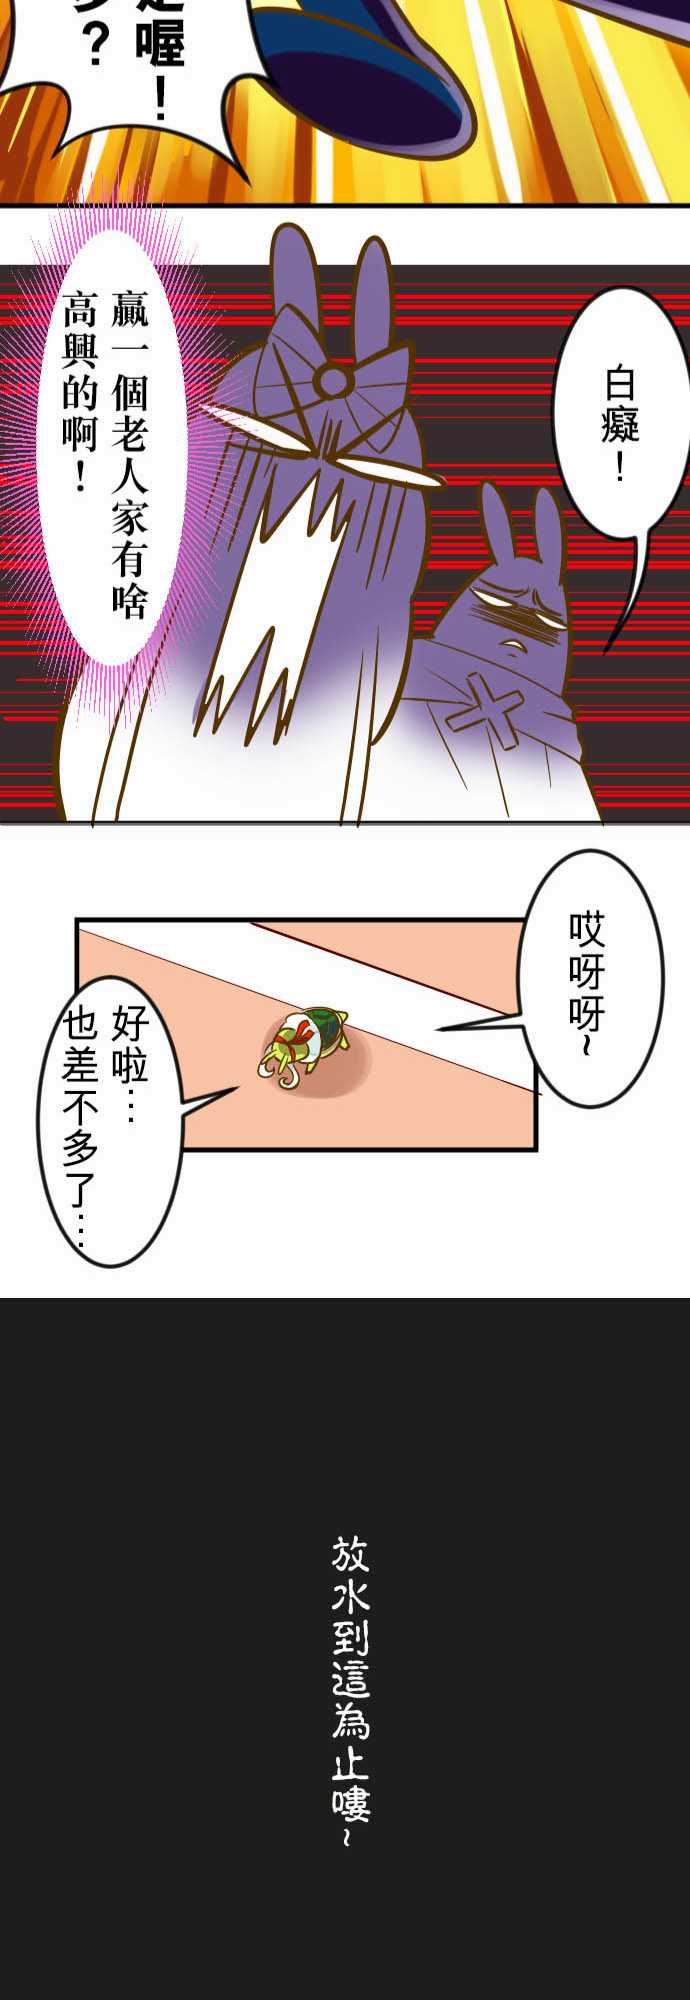 是喔！
多？
白癡！
贏一個老人家有啥
高興的啊！
哎呀呀~
好啦…
也差不多了…
放水到這為止嘍~